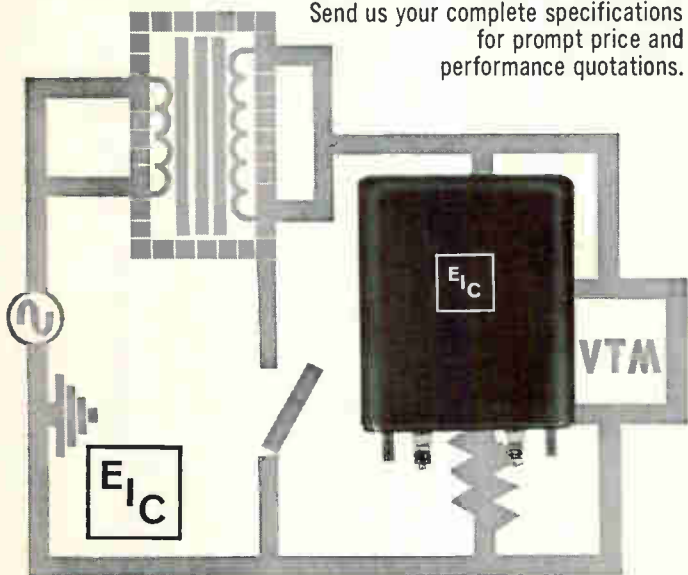 Send us your complete specifications
for prompt price and
performance quotations.
EIC
VTM
EIC